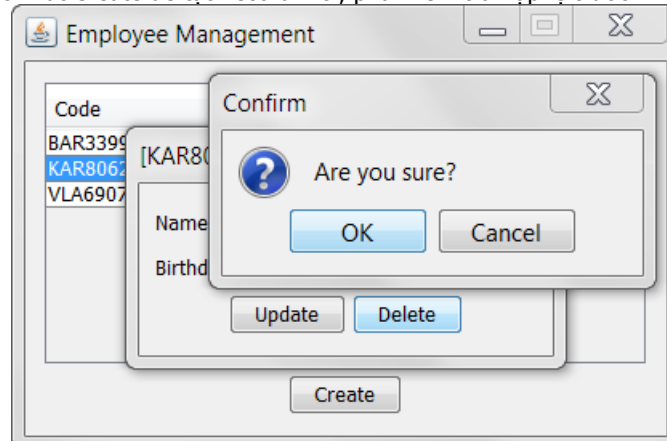 Employee Management
Code
BAR3399
KAR8062
VLA6907
[KAR80
Name
Birthd
Confirm
Are you sure?
OK
Cancel
Update
Delete
Create